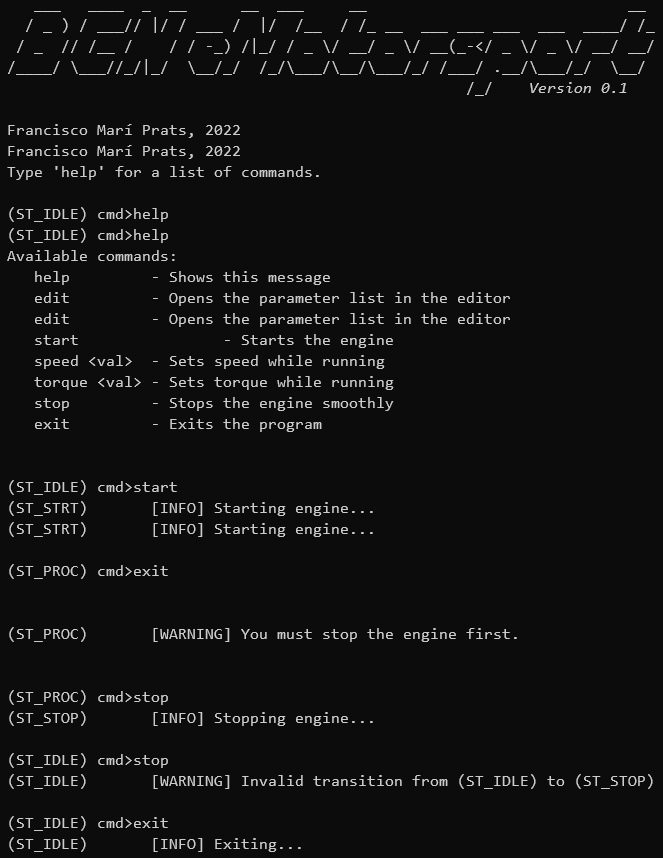 BCNeMotorsport
Version 0.1
Francisco Marí Prats, 2022
Francisco Marí Prats, 2022
Type 'help' for a list of commands.
(ST_IDLE) cmd>help
(ST_IDLE) cmd>help
Available commands:
help - Shows this message
edit - Opens the parameter list in the editor
edit - Opens the parameter list in the editor
start - Starts the engine
speed <val> - Sets speed while running
torque <val> - Sets torque while running
stop - Stops the engine smoothly
exit - Exits the program
(ST_IDLE) cmd>start
(ST_STRT) [INFO] Starting engine...
(ST_STRT) [INFO] Starting engine...
(ST_PROC) cmd>exit
(ST_PROC) [WARNING] You must stop the engine first.
(ST_PROC) cmd>stop
(ST_STOP) [INFO] Stopping engine...
(ST_IDLE) cmd>stop
(ST_IDLE) [WARNING] Invalid transition from (ST_IDLE) to (ST_STOP)
(ST_IDLE) cmd>exit
(ST_IDLE) [INFO] Exiting...